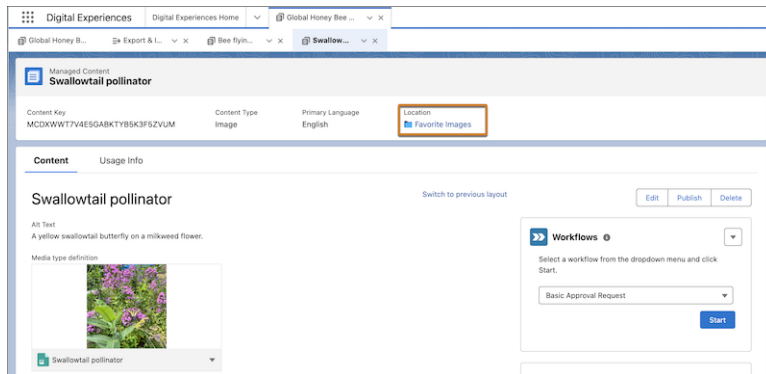 Digital Experiences
Digital Experiences Home
Global Honey Bee ...
Global Honey B...
Export & I...
Bee flyin...
Swallow...
Managed Content
Swallowtail pollinator
Content Key
MCDXWWT7V4E5GABKTYB5K3F5ZVUM
Content Type
Image
Primary Language
English
Location
Favorite Images
Content
Usage Info
Swallowtail pollinator
Switch to previous layout
Edit
Publish
Delete
Alt Text
A yellow swallowtail butterfly on a milkweed flower.
Media type definition
Swallowtail pollinator
Workflows
Select a workflow from the dropdown menu and click
Start.
Basic Approval Request
Start